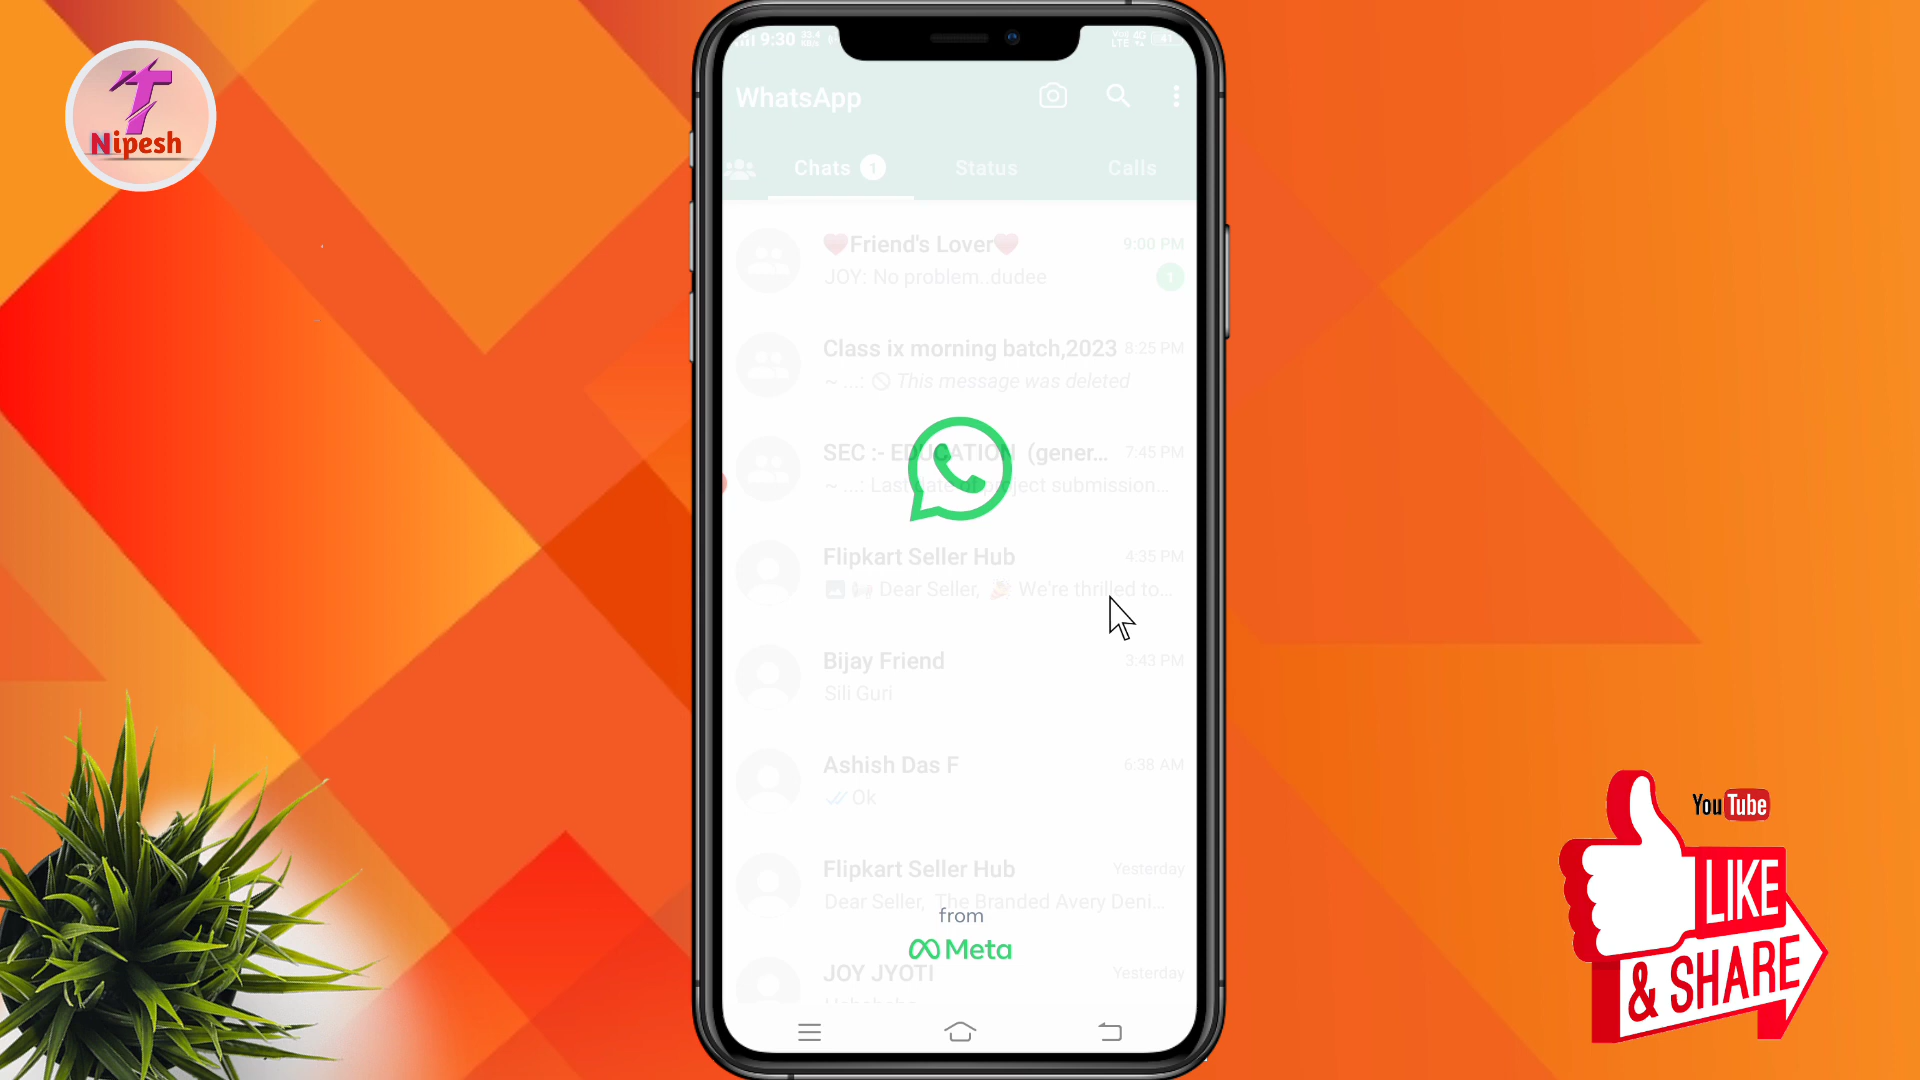 Nipesh
9:30
WhatsApp
Chats 1 Status Calls
Friend's Lover 9:00 PM
JOY: No problem..dudee 1
Class ix morning batch,2023 8:25 PM
~ ...: This message was deleted
SEC :- EDUCATION (gener... 7:45 PM
~ ...: Last date of project submission...
Flipkart Seller Hub 4:35 PM
Dear Seller, We're thrilled to...
Bijay Friend 3:43 PM
Sili Guri
Ashish Das F 6:38 AM
Ok
Flipkart Seller Hub Yesterday
Dear Seller, The Branded Avery Deni...
from
Meta
JOY JYOTI Yesterday
YouTube
LIKE
& SHARE